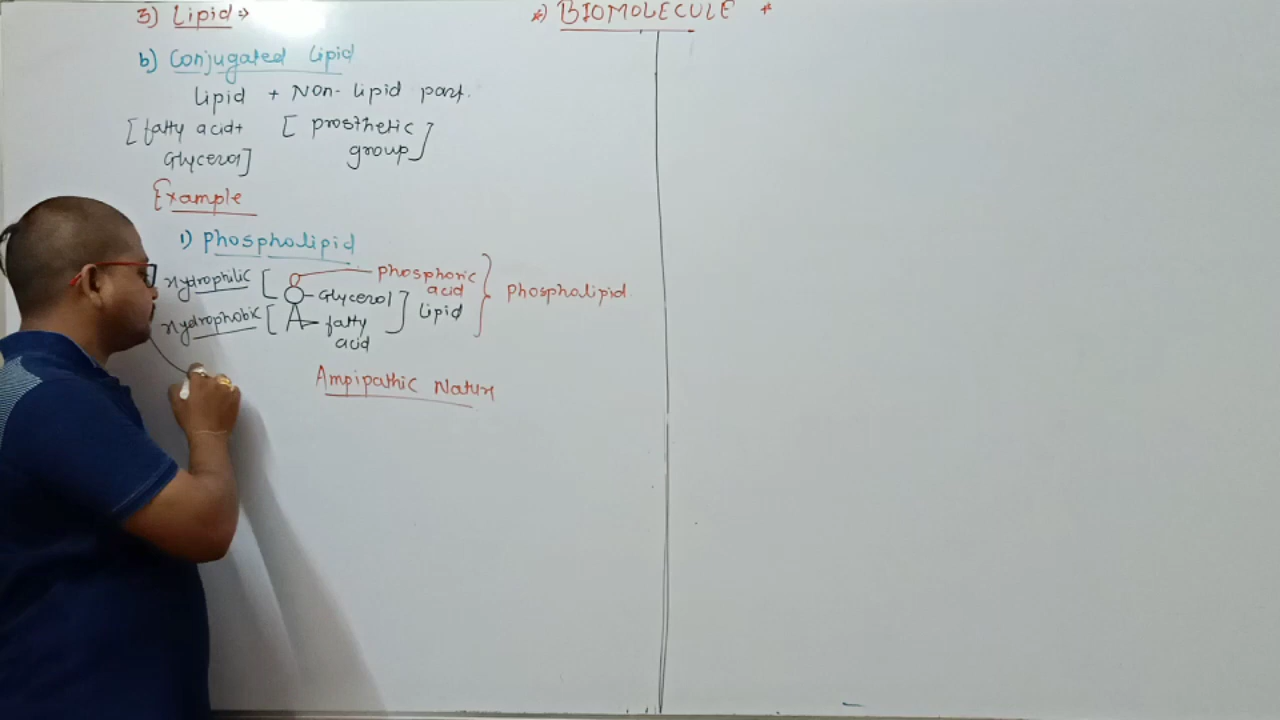 *) BIOMOLECULE *
3) Lipid ⇒
b) Conjugated lipid
Lipid + Non-lipid part.
[fatty acid+ [prosthetic
Glycerol] group]
Example
1) Phospholipid
Hydrophilic [ Phosphoric
acid
Glycerol ] Lipid } Phospholipid
Hydrophobic [ fatty
acid
Ampipathic Nature